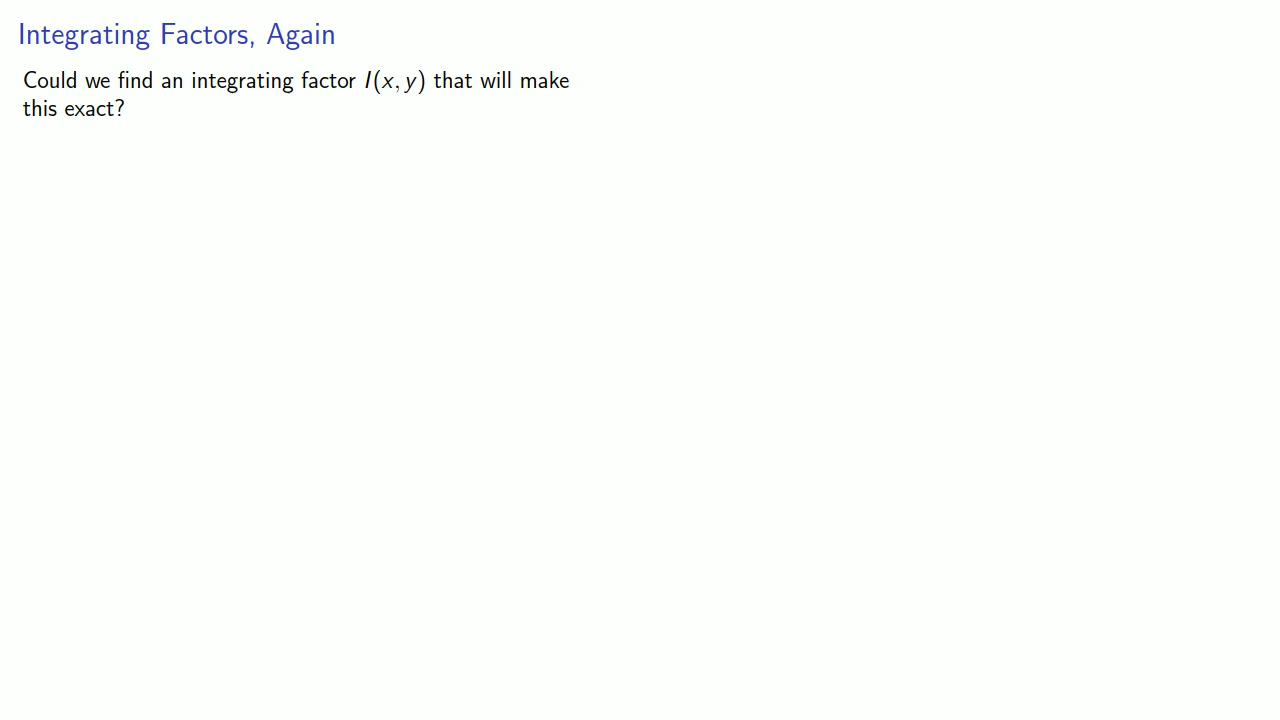 Integrating Factors, Again
Could we find an integrating factor I(x, y) that will make
this exact?